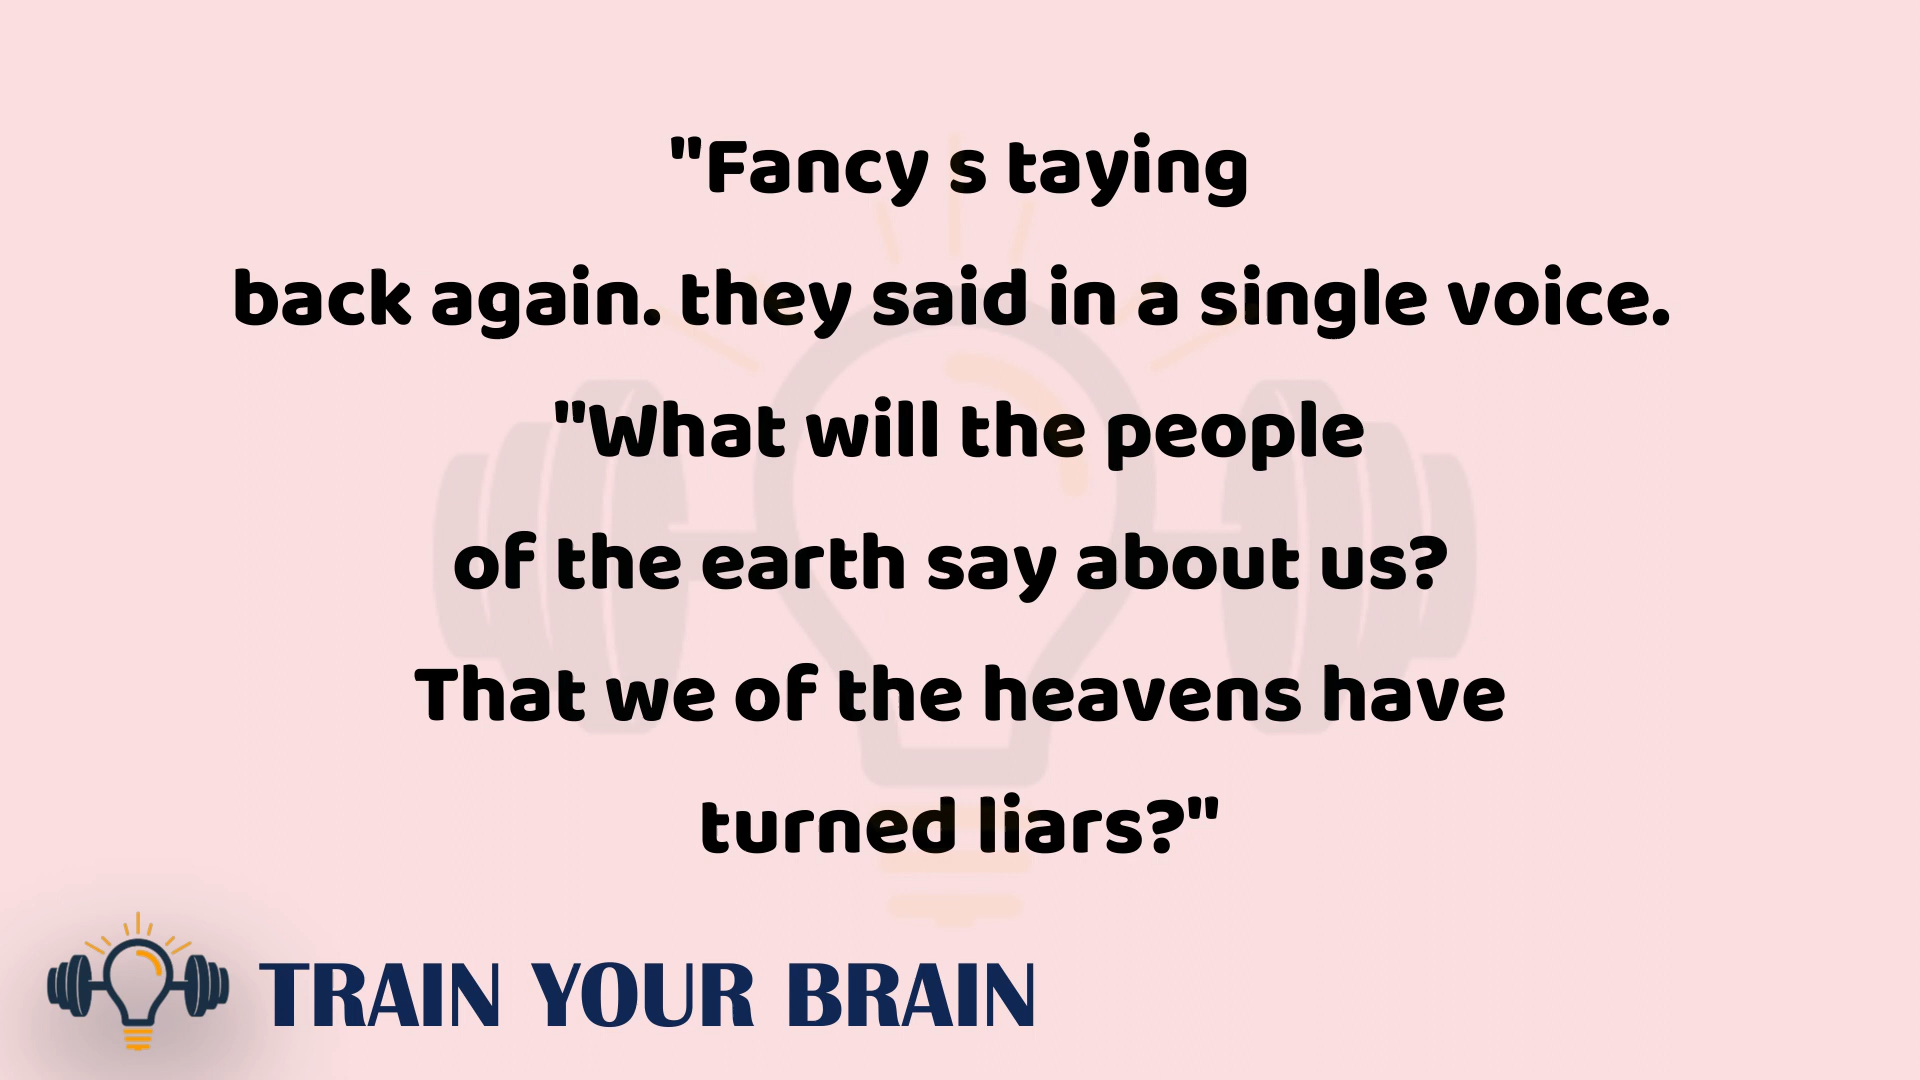 "Fancy s taying
back again. they said in a single voice.
"What will the people
of the earth say about us?
That we of the heavens have
turned liars?"
TRAIN YOUR BRAIN